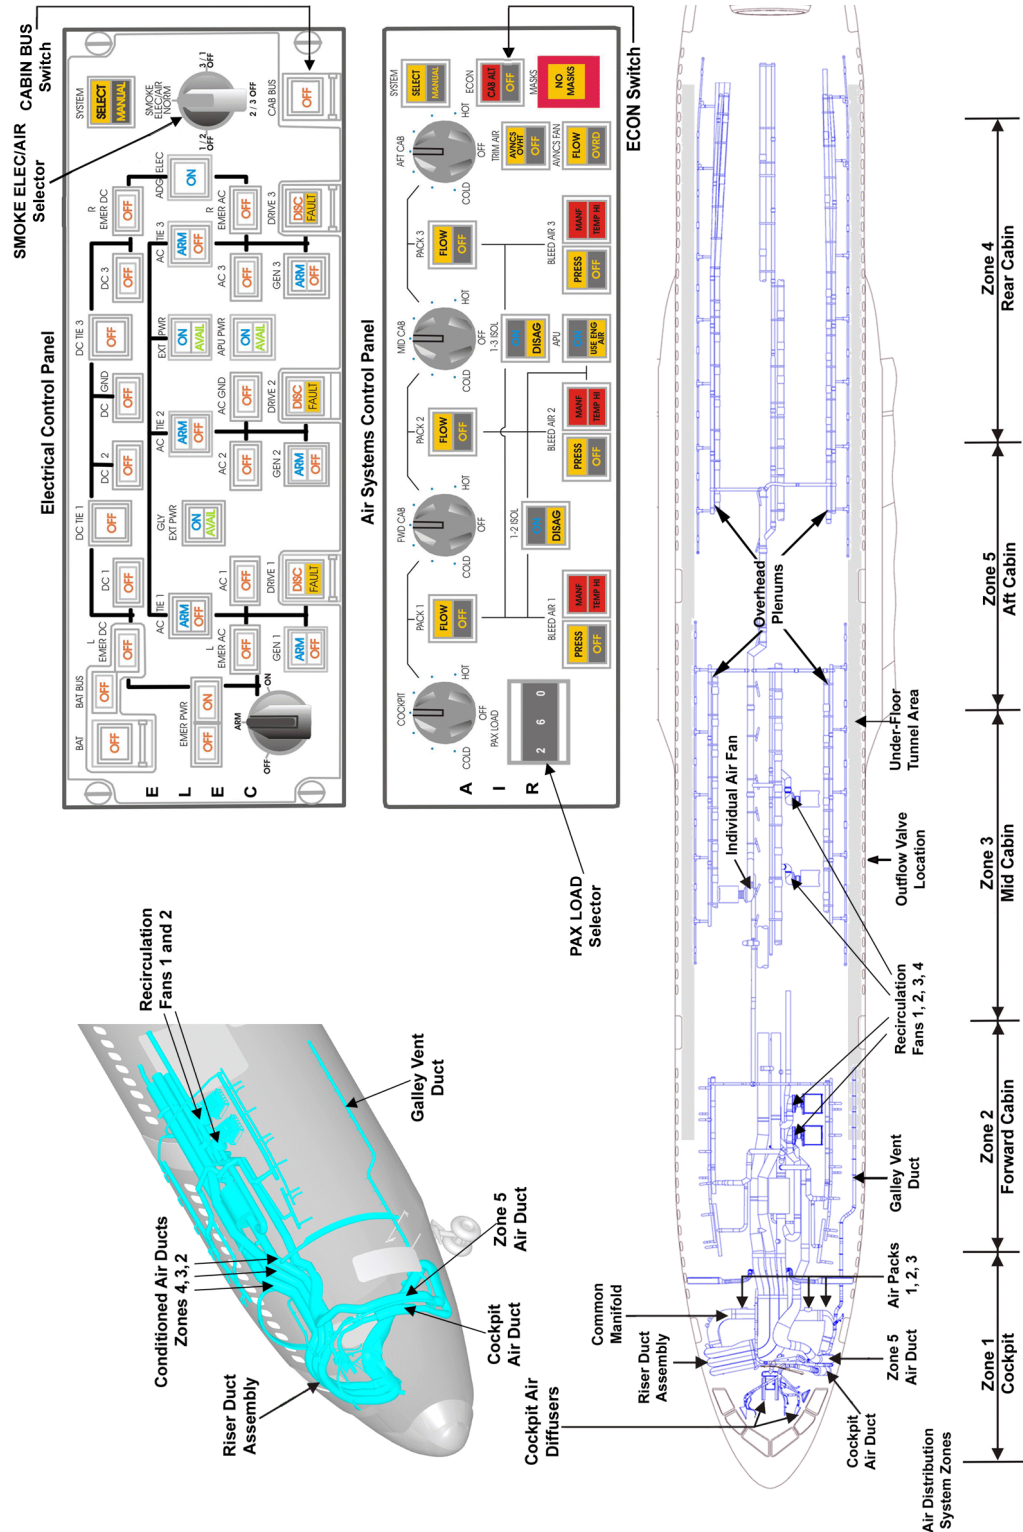 Recirculation
Fans 1 and 2
Conditioned Air Ducts
Zones 4, 3, 2
Riser Duct
Assembly
Galley Vent
Duct
Zone 5
Air Duct
Cockpit
Air Duct
Electrical Control Panel
SMOKE ELEC/AIR
Selector
CABIN BUS
Switch
E
L
E
C
BAT
OFF
BAT BUS
OFF
L
EMER DC
OFF
DC 1
OFF
DC TIE 1
OFF
DC 2
OFF
DC GND
OFF
DC TIE 3
OFF
DC 3
OFF
R
EMER DC
OFF
SYSTEM
SELECT
MANUAL
EMER PWR
OFF
ON
AC TIE 1
ARM
OFF
GLY
EXT PWR
ON
AVAIL
AC TIE 2
ARM
OFF
EXT PWR
ON
AVAIL
AC TIE 3
ARM
OFF
ADG ELEC
ON
SMOKE
ELEC/AIR
NORM
1 / 2
OFF
3 / 1
OFF
2 / 3 OFF
OFF
ARM
ON
L
EMER AC
OFF
AC 1
OFF
AC 2
OFF
AC GND
OFF
APU PWR
ON
AVAIL
AC 3
OFF
R
EMER AC
OFF
GEN 1
ARM
OFF
DRIVE 1
DISC
FAULT
GEN 2
ARM
OFF
DRIVE 2
DISC
FAULT
GEN 3
ARM
OFF
DRIVE 3
DISC
FAULT
CAB BUS
OFF
Air Systems Control Panel
A
I
R
COCKPIT
COLD
HOT
OFF
PACK 1
FLOW
OFF
FWD CAB
COLD
HOT
OFF
PACK 2
FLOW
OFF
MID CAB
COLD
HOT
OFF
PACK 3
FLOW
OFF
AFT CAB
COLD
HOT
OFF
SYSTEM
SELECT
MANUAL
ECON
CAB ALT
OFF
MASKS
NO
MASKS
TRIM AIR
AVNCS
OVHT
OFF
AVNCS FAN
FLOW
OVRD
PAX LOAD
2 6 0
BLEED AIR 1
PRESS
OFF
MANF
TEMP HI
1-2 ISOL
ON
DISAG
BLEED AIR 2
PRESS
OFF
MANF
TEMP HI
1-3 ISOL
ON
DISAG
APU
ON
USE ENG
AIR
BLEED AIR 3
PRESS
OFF
MANF
TEMP HI
PAX LOAD
Selector
ECON Switch
Cockpit Air
Diffusers
Riser Duct
Assembly
Common
Manifold
Individual Air Fan
Overhead
Plenums
Cockpit
Air Duct
Zone 5
Air Duct
Air Packs
1, 2, 3
Galley Vent
Duct
Recirculation
Fans 1, 2, 3, 4
Outflow Valve
Location
Under-Floor
Tunnel Area
Air Distribution
System Zones
Zone 1
Cockpit
Zone 2
Forward Cabin
Zone 3
Mid Cabin
Zone 5
Aft Cabin
Zone 4
Rear Cabin